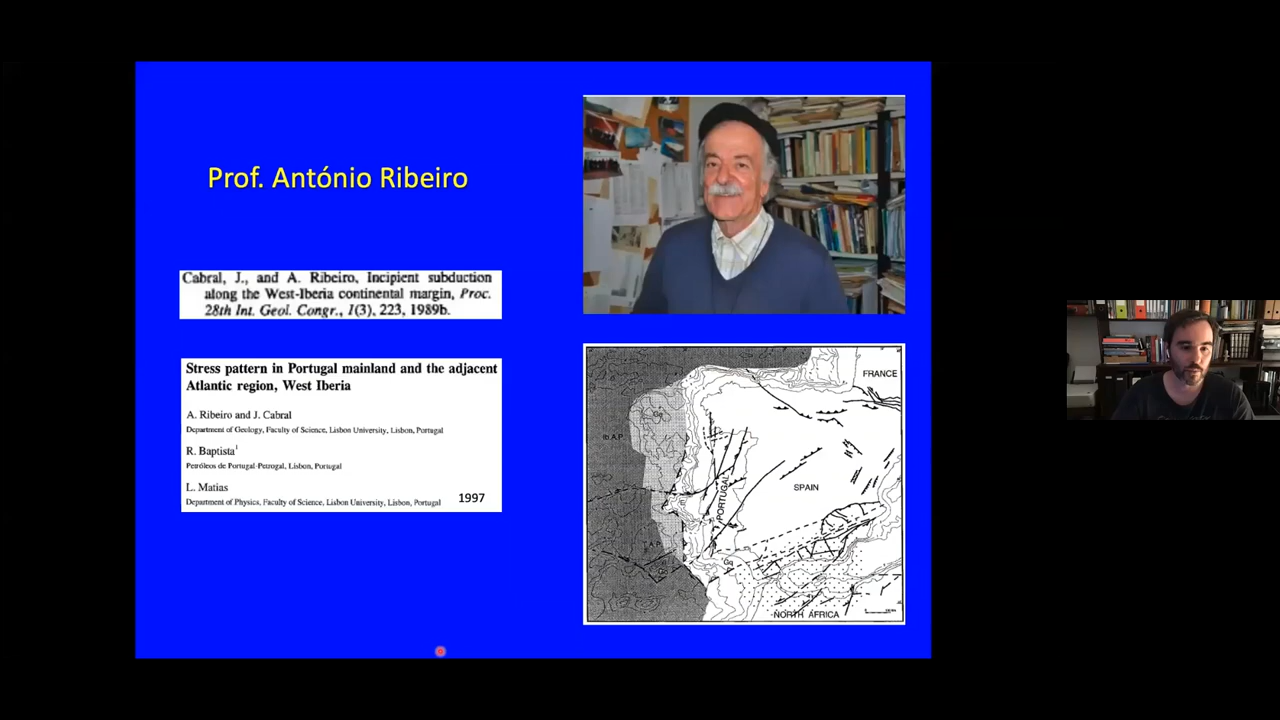 Prof. António Ribeiro
Cabral, J., and A. Ribeiro, Incipient subduction
along the West-Iberia continental margin, Proc.
28th Int. Geol. Congr., 1(3), 223, 1989b.
Stress pattern in Portugal mainland and the adjacent
Atlantic region, West Iberia
A. Ribeiro and J. Cabral
Department of Geology, Faculty of Science, Lisbon University, Lisbon, Portugal
R. Baptista1
Petróleos de Portugal-Petrogal, Lisbon, Portugal
L. Matias
Department of Physics, Faculty of Science, Lisbon University, Lisbon, Portugal
1997
FRANCE
Ib.A.P.
SPAIN
PORTUGAL
T.A.P.
NORTH AFRICA